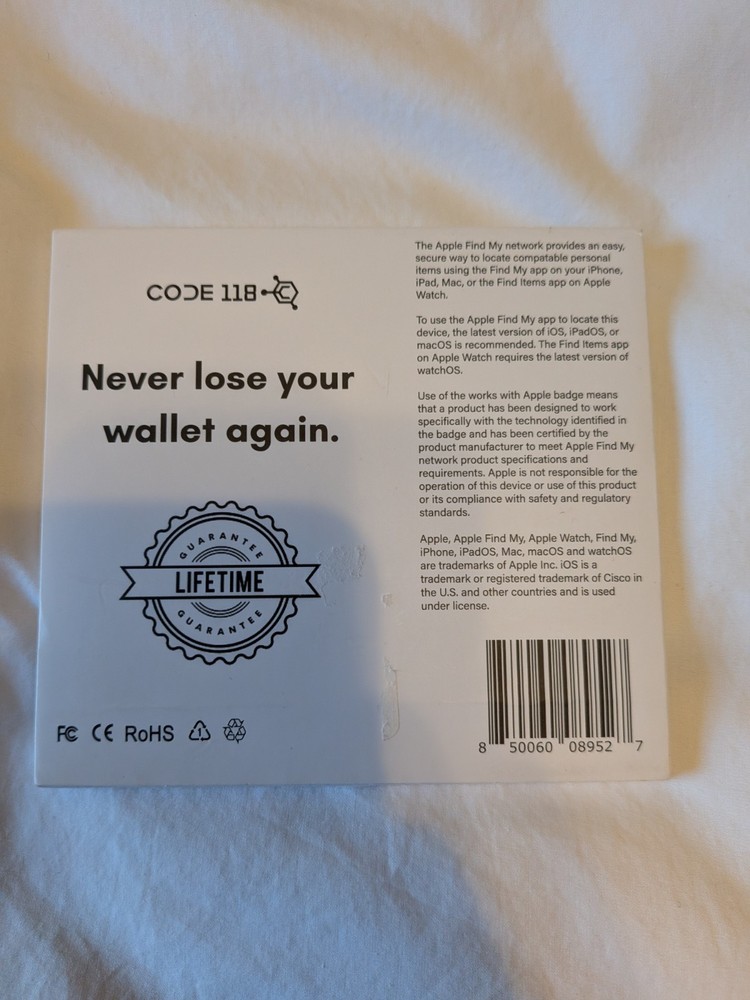 CODE 118
Never lose your
wallet again.
GUARANTEE
LIFETIME
GUARANTEE
FC CE RoHS
The Apple Find My network provides an easy,
secure way to locate compatable personal
items using the Find My app on your iPhone,
iPad, Mac, or the Find Items app on Apple
Watch.
To use the Apple Find My app to locate this
device, the latest version of iOS, iPadOS, or
macOS is recommended. The Find Items app
on Apple Watch requires the latest version of
watchOS.
Use of the works with Apple badge means
that a product has been designed to work
specifically with the technology identified in
the badge and has been certified by the
product manufacturer to meet Apple Find My
network product specifications and
requirements. Apple is not responsible for the
operation of this device or use of this product
or its compliance with safety and regulatory
standards.
Apple, Apple Find My, Apple Watch, Find My,
iPhone, iPadOS, Mac, macOS and watchOS
are trademarks of Apple Inc. iOS is a
trademark or registered trademark of Cisco in
the U.S. and other countries and is used
under license.
8 50060 08952 7